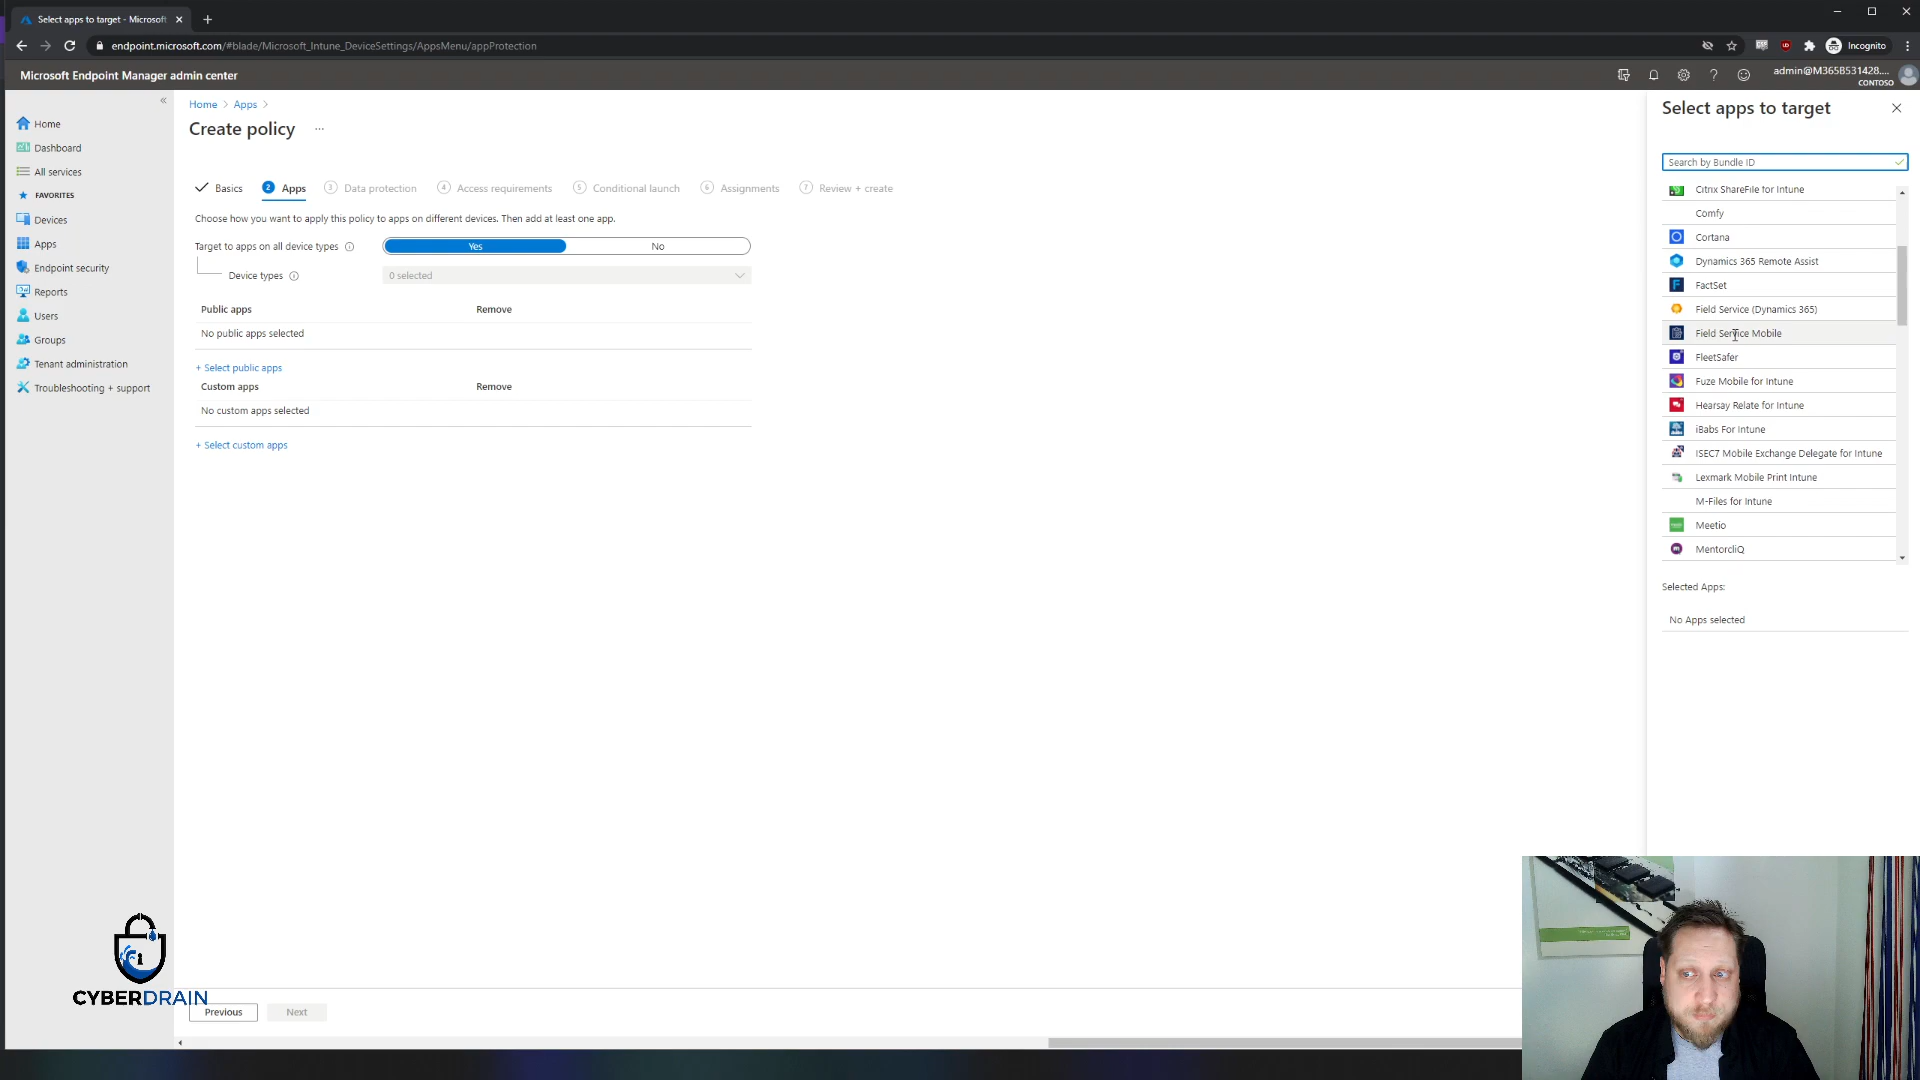 Select apps to target - Microsoft
endpoint.microsoft.com/#blade/Microsoft_Intune_DeviceSettings/AppsMenu/appProtection
Incognito
Microsoft Endpoint Manager admin center
admin@M365B531428....
CONTOSO
Home
Dashboard
All services
FAVORITES
Devices
Apps
Endpoint security
Reports
Users
Groups
Tenant administration
Troubleshooting + support
Home > Apps >
Create policy ...
Basics
2 Apps
3 Data protection
4 Access requirements
5 Conditional launch
6 Assignments
7 Review + create
Choose how you want to apply this policy to apps on different devices. Then add at least one app.
Target to apps on all device types
Yes
No
Device types
0 selected
Public apps
Remove
No public apps selected
+ Select public apps
Custom apps
Remove
No custom apps selected
+ Select custom apps
Previous
Next
Select apps to target
Search by Bundle ID
Citrix ShareFile for Intune
Comfy
Cortana
Dynamics 365 Remote Assist
FactSet
Field Service (Dynamics 365)
Field Service Mobile
FleetSafer
Fuze Mobile for Intune
Hearsay Relate for Intune
iBabs For Intune
ISEC7 Mobile Exchange Delegate for Intune
Lexmark Mobile Print Intune
M-Files for Intune
Meetio
MentorcliQ
Selected Apps:
No Apps selected
CYBERDRAIN